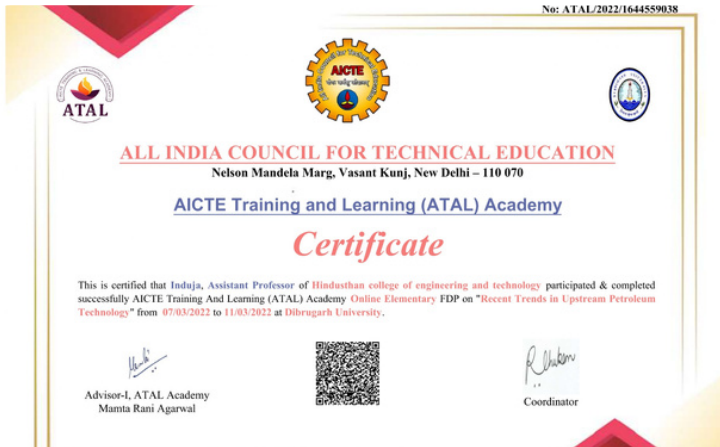 No: ATAL/2022/1644559038
AICTE
ATAL
ALL INDIA COUNCIL FOR TECHNICAL EDUCATION
Nelson Mandela Marg, Vasant Kunj, New Delhi – 110 070
AICTE Training and Learning (ATAL) Academy
Certificate
This is certified that Induja, Assistant Professor of Hindusthan college of engineering and technology participated & completed
successfully AICTE Training And Learning (ATAL) Academy Online Elementary FDP on "Recent Trends in Upstream Petroleum
Technology" from 07/03/2022 to 11/03/2022 at Dibrugarh University.
Advisor-I, ATAL Academy
Mamta Rani Agarwal
Coordinator